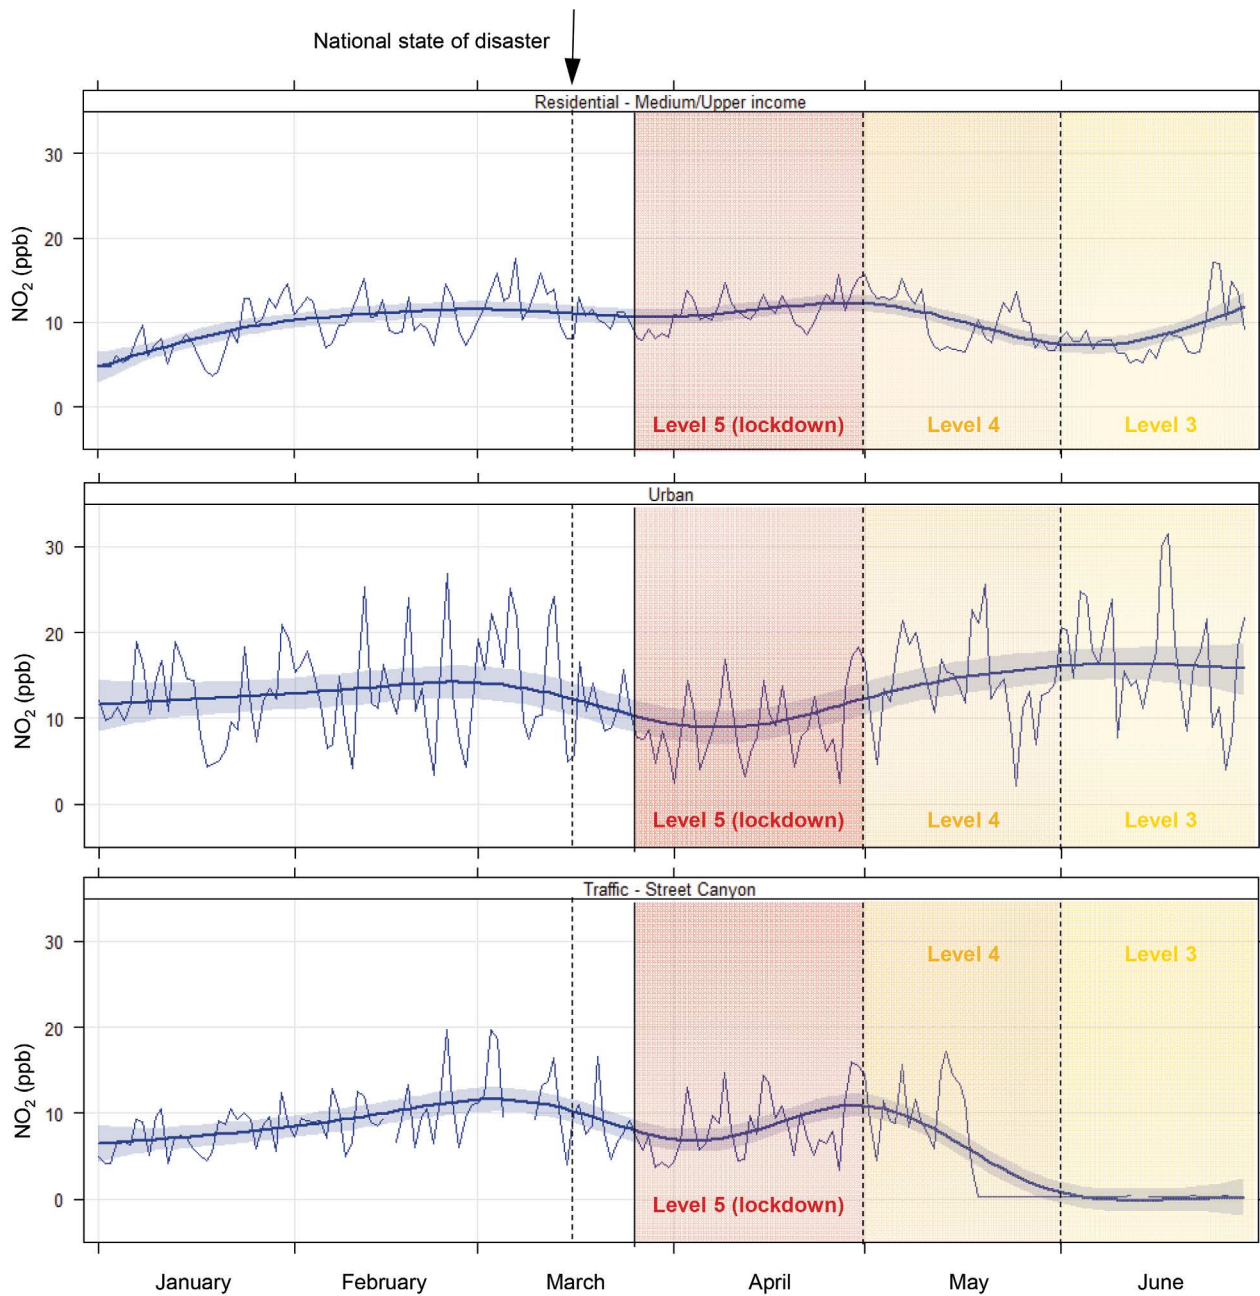 National state of disaster
Residential - Medium/Upper income
30
20
10
0
NO₂ (ppb)
Level 5 (lockdown)
Level 4
Level 3
Urban
30
20
10
0
NO₂ (ppb)
Level 5 (lockdown)
Level 4
Level 3
Traffic - Street Canyon
30
20
10
0
NO₂ (ppb)
Level 4
Level 3
Level 5 (lockdown)
January February March April May June